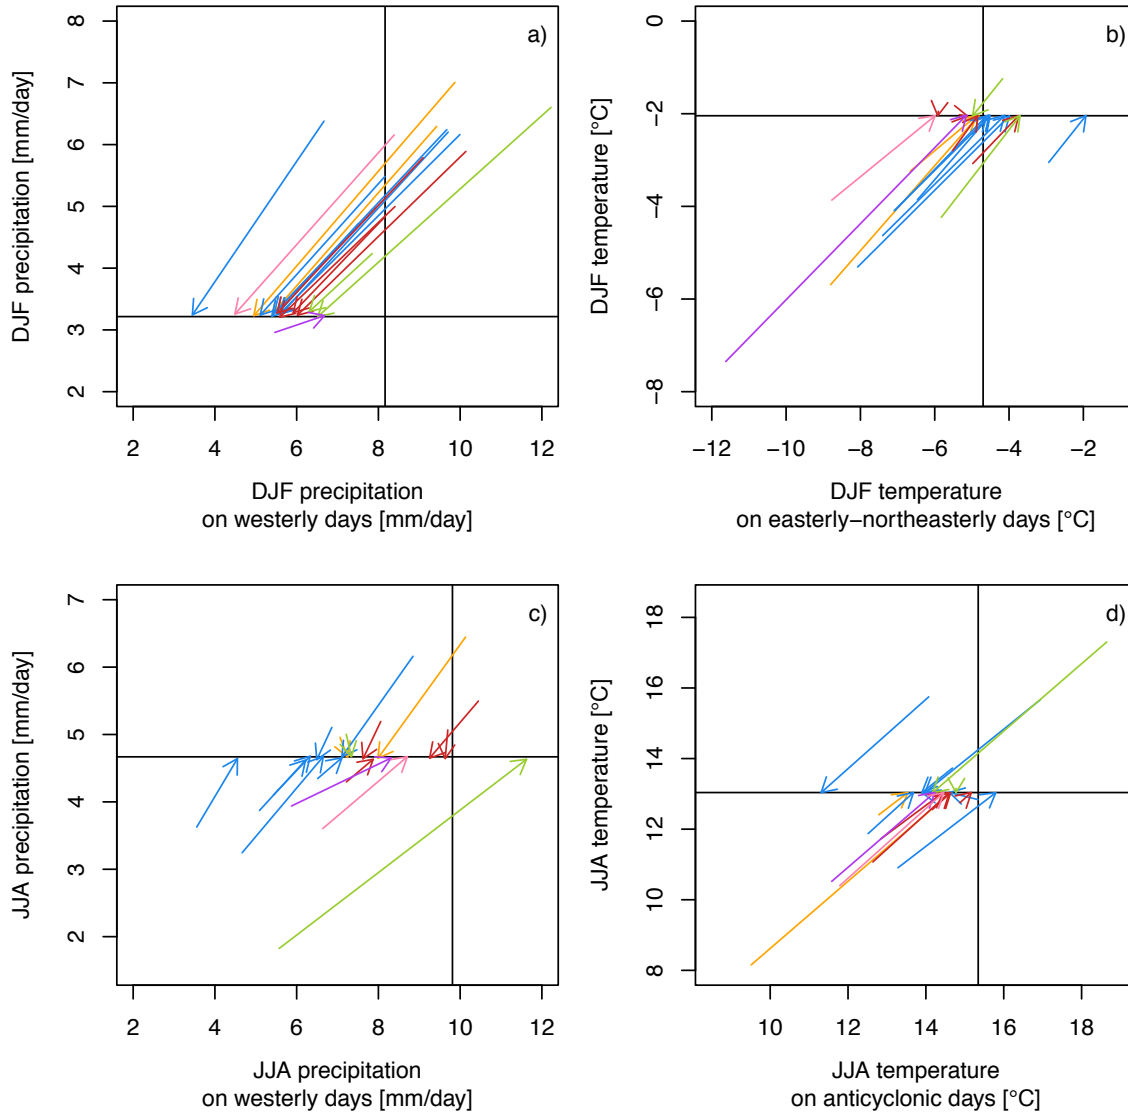 a)
8
7
6
5
4
3
2
DJF precipitation [mm/day]
2 4 6 8 10 12
DJF precipitation
on westerly days [mm/day]
b)
0
−2
−4
−6
−8
DJF temperature [°C]
−12 −10 −8 −6 −4 −2
DJF temperature
on easterly−northeasterly days [°C]
c)
7
6
5
4
3
2
JJA precipitation [mm/day]
2 4 6 8 10 12
JJA precipitation
on westerly days [mm/day]
d)
18
16
14
12
10
8
JJA temperature [°C]
10 12 14 16 18
JJA temperature
on anticyclonic days [°C]